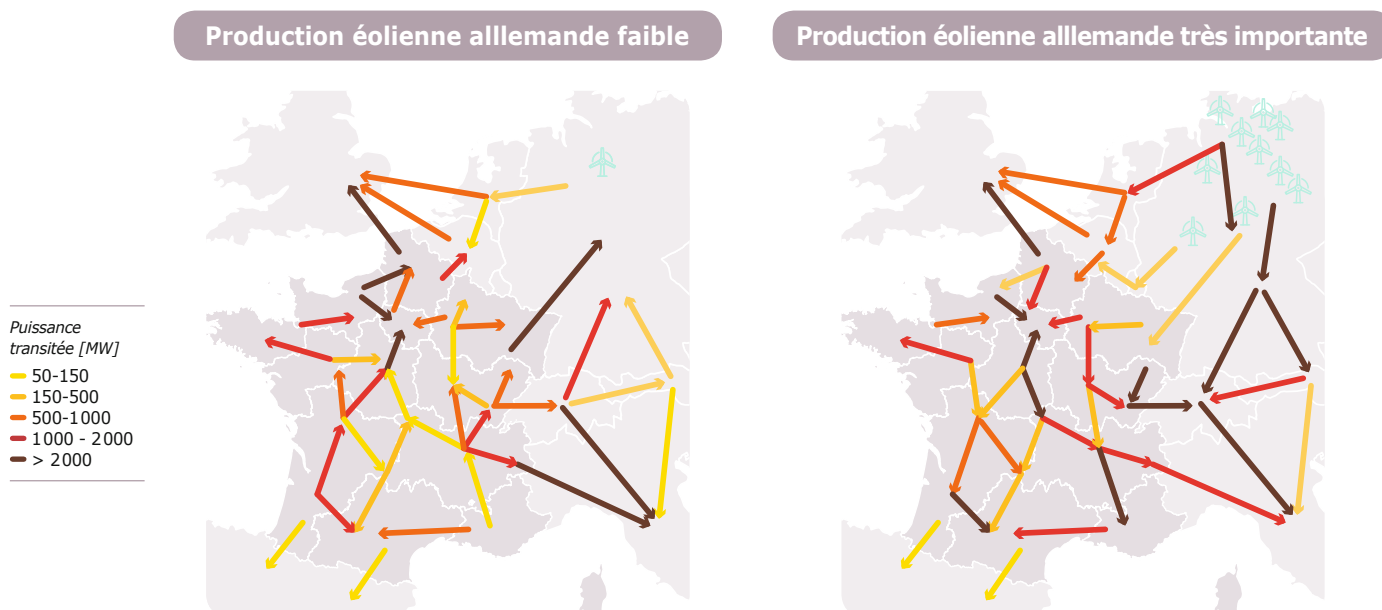 Production éolienne alllemande faible
Production éolienne alllemande très importante
Puissance
transitée [MW]
50-150
150-500
500-1000
1000 - 2000
> 2000